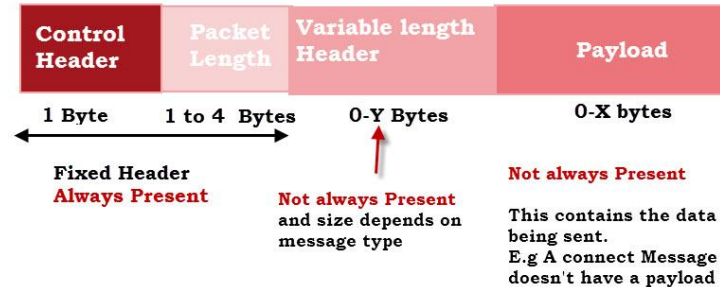 Control
Header
Packet
Length
Variable length
Header
Payload
1 Byte
1 to 4 Bytes
0-Y Bytes
0-X bytes
Fixed Header
Always Present
Not always Present
and size depends on
message type
Not always Present
This contains the data
being sent.
E.g A connect Message
doesn't have a payload